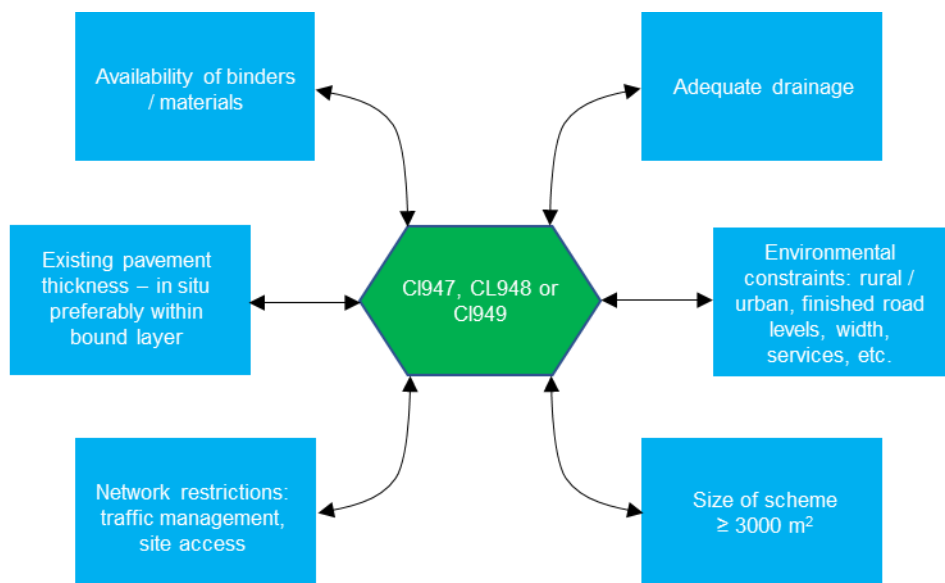 Availability of binders
/ materials
Adequate drainage
Existing pavement
thickness – in situ
preferably within
bound layer
Cl947, CL948 or
Cl949
Environmental
constraints: rural /
urban, finished road
levels, width,
services, etc.
Network restrictions:
traffic management,
site access
Size of scheme
≥ 3000 m²